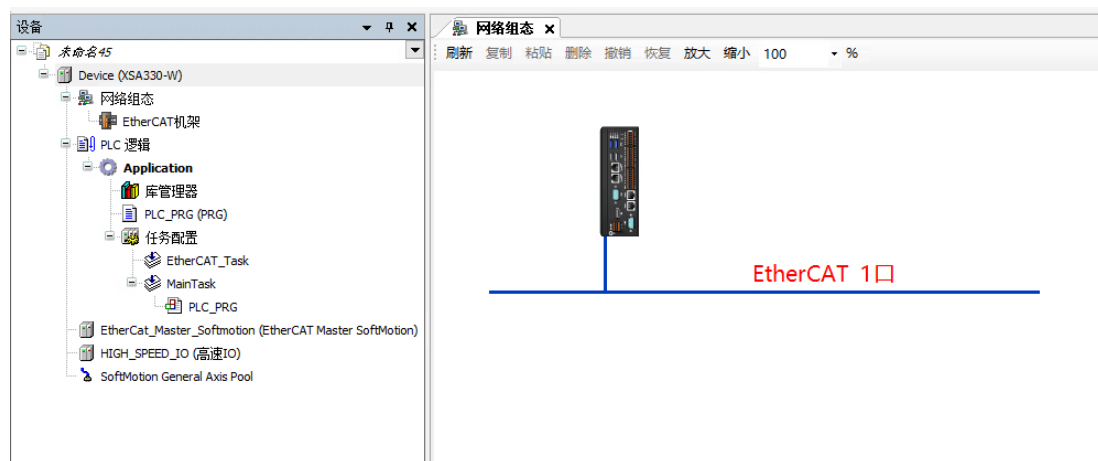 设备
未命名45
Device (XSA330-W)
网络组态
EtherCAT机架
PLC 逻辑
Application
库管理器
PLC_PRG (PRG)
任务配置
EtherCAT_Task
MainTask
PLC_PRG
EtherCat_Master_Softmotion (EtherCAT Master SoftMotion)
HIGH_SPEED_IO (高速IO)
SoftMotion General Axis Pool
网络组态
刷新 复制 粘贴 删除 撤销 恢复 放大 缩小 100 %
EtherCAT 1口